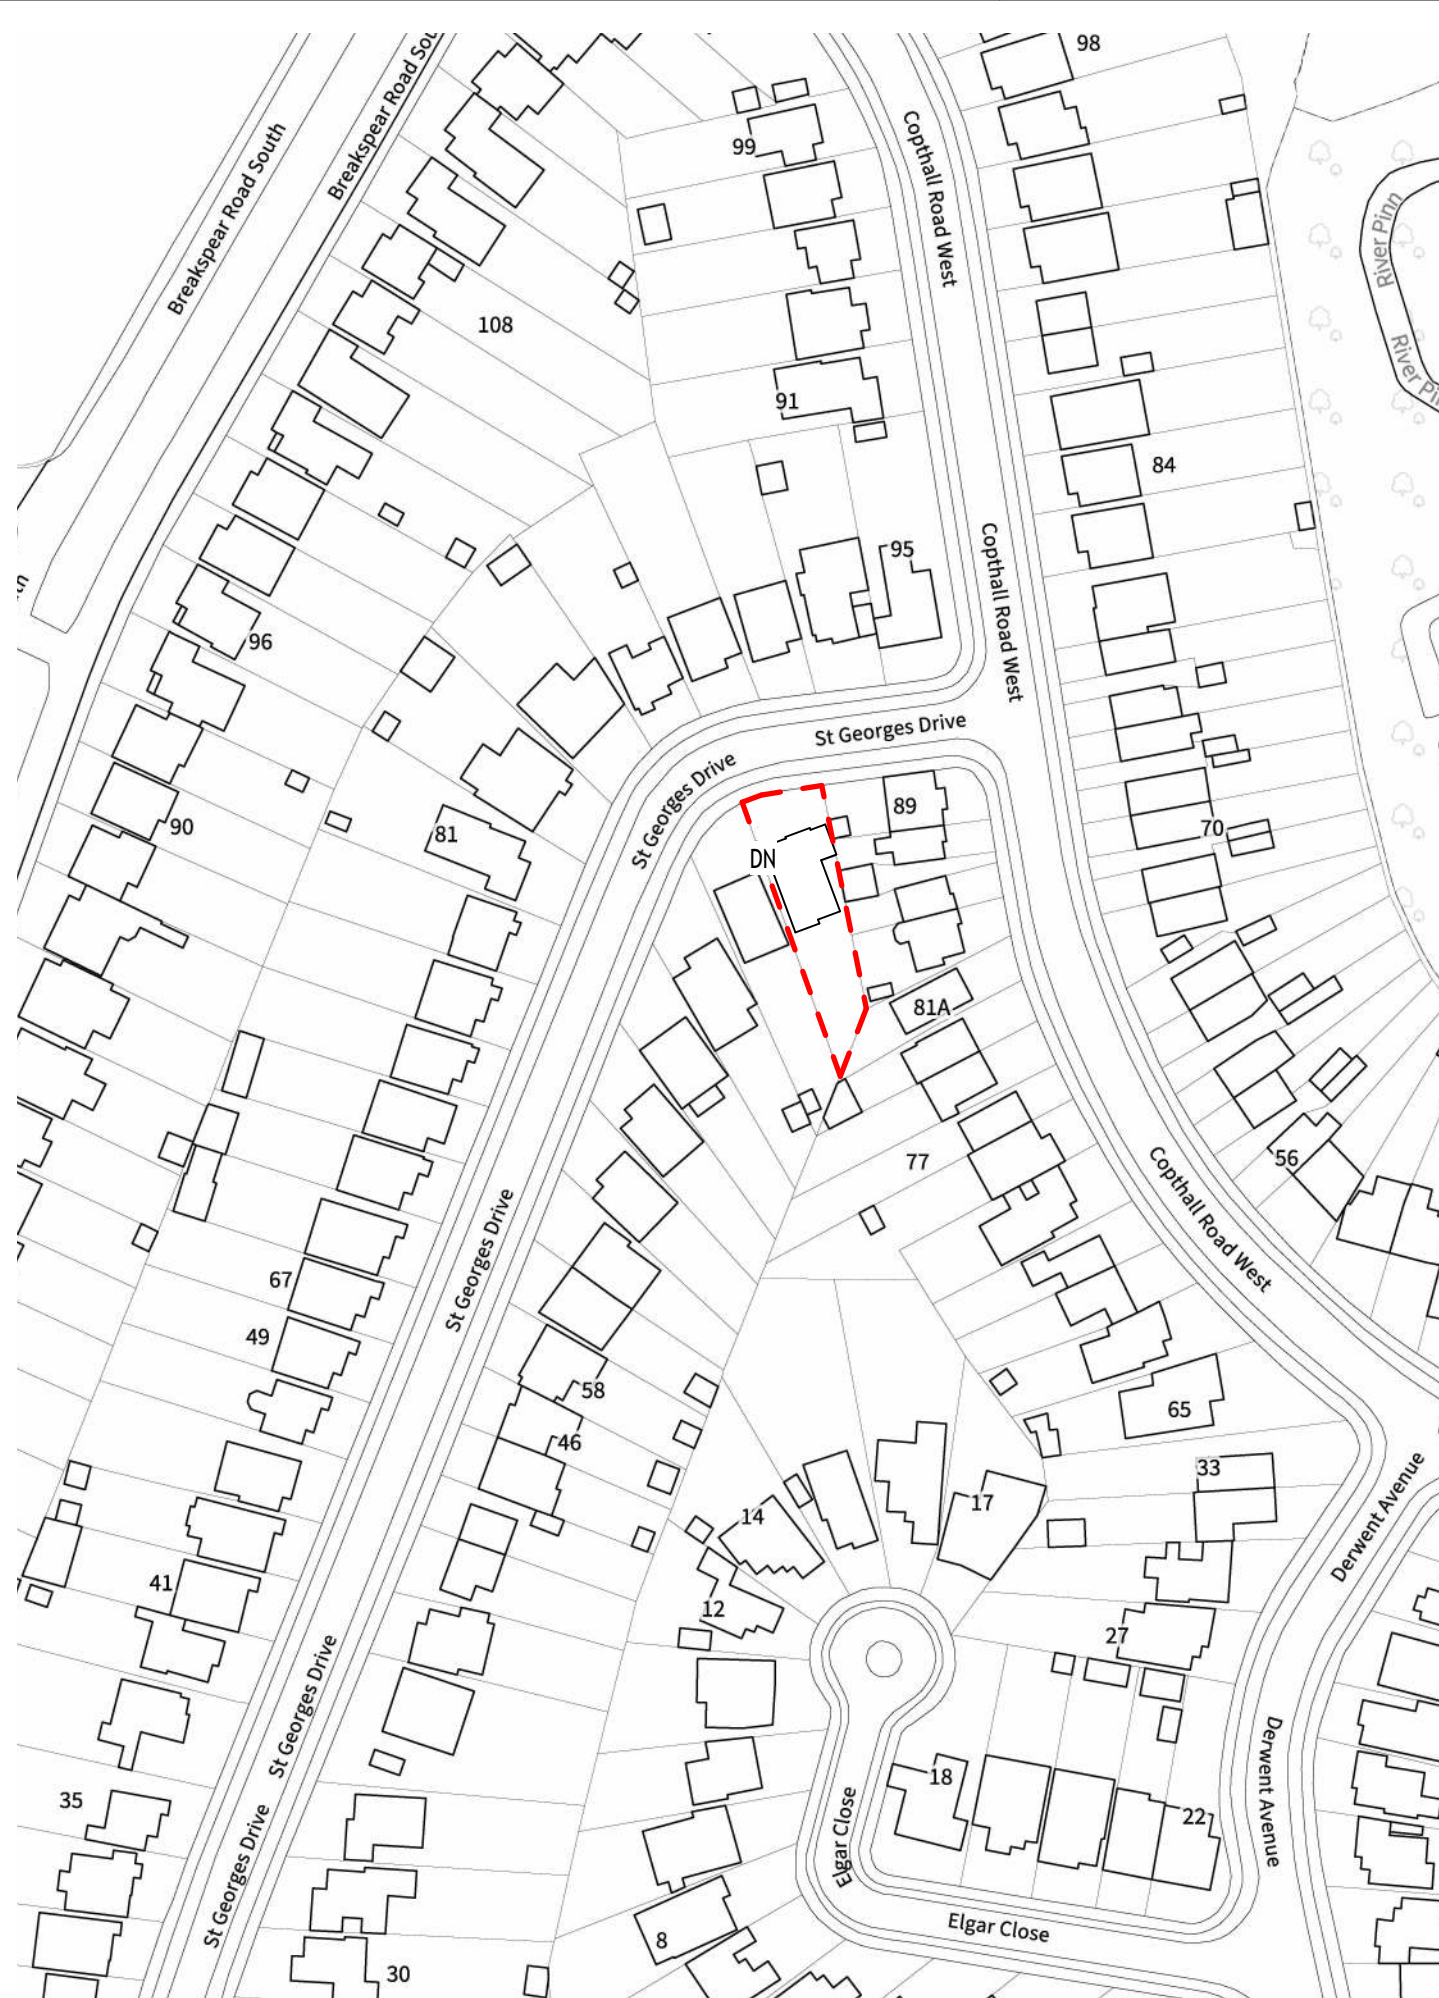 98
Breakspear Road South
Breakspear Road Sou
99
Copthall Road West
River Pinn
River Pi
108
91
84
95
Copthall Road West
96
St Georges Drive
St Georges Drive
89
90
81
70
DN
81A
77
56
Copthall Road West
St Georges Drive
67
49
58
46
65
33
17
14
Derwent Avenue
41
12
27
St Georges Drive
Derwent Avenue
18
35
22
Elgar Close
St Georges Drive
Elgar Close
8
30